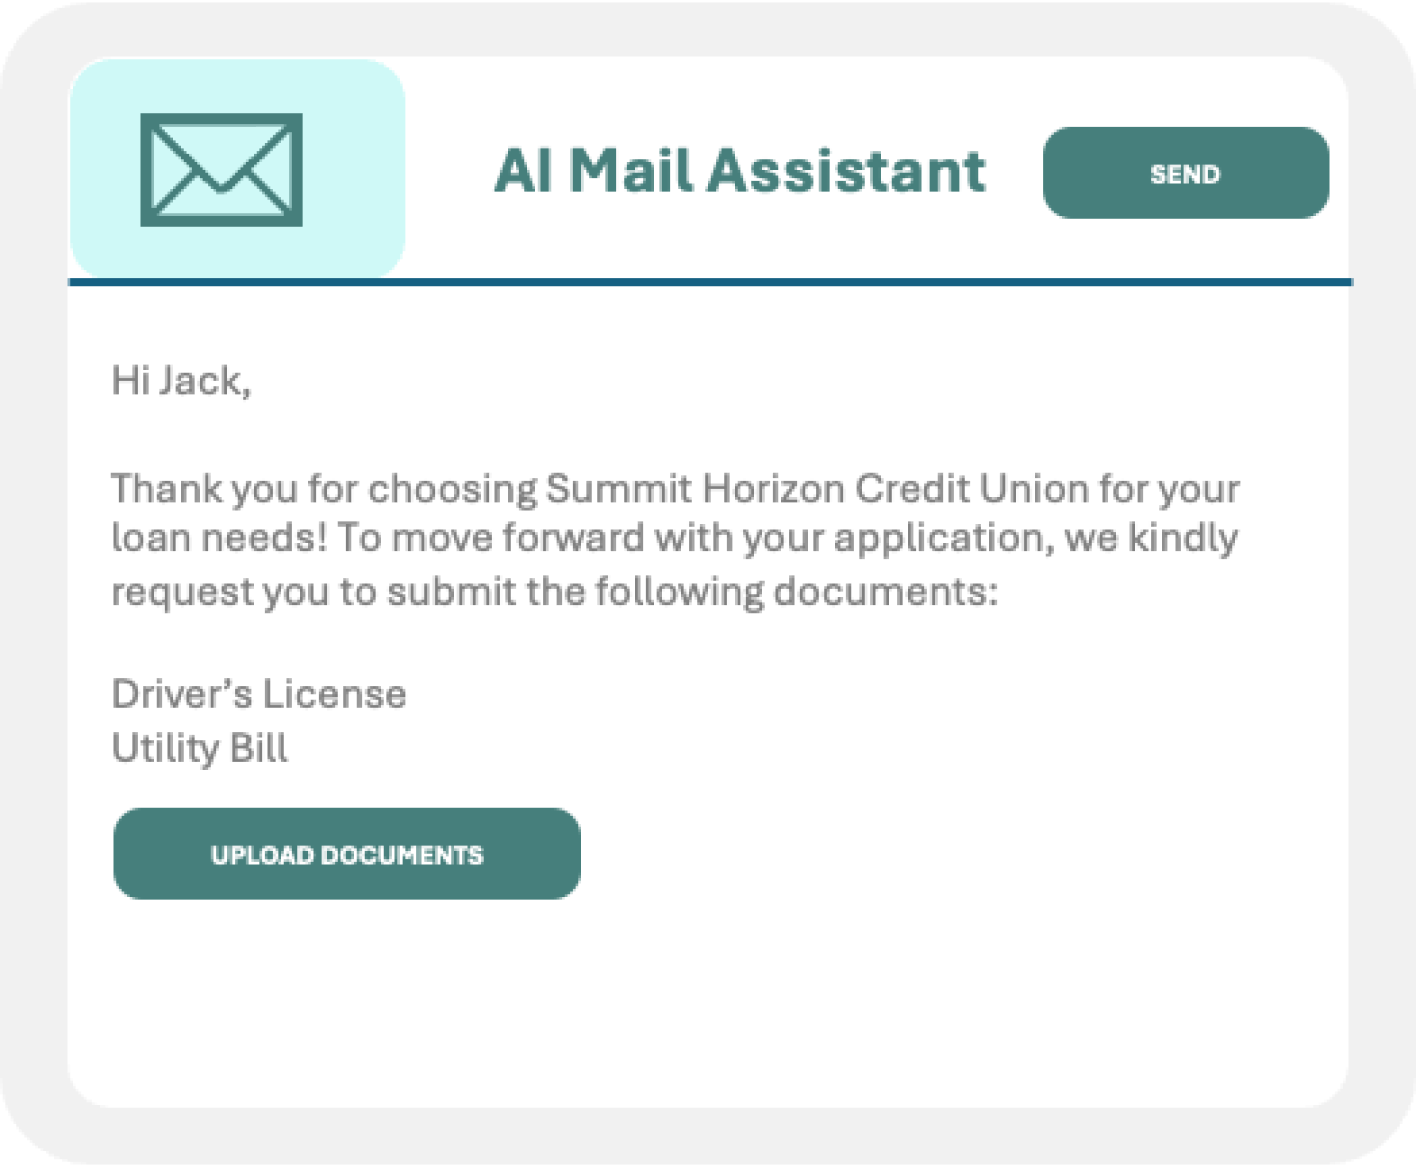 AI Mail Assistant
SEND
Hi Jack,
Thank you for choosing Summit Horizon Credit Union for your
loan needs! To move forward with your application, we kindly
request you to submit the following documents:
Driver’s License
Utility Bill
UPLOAD DOCUMENTS